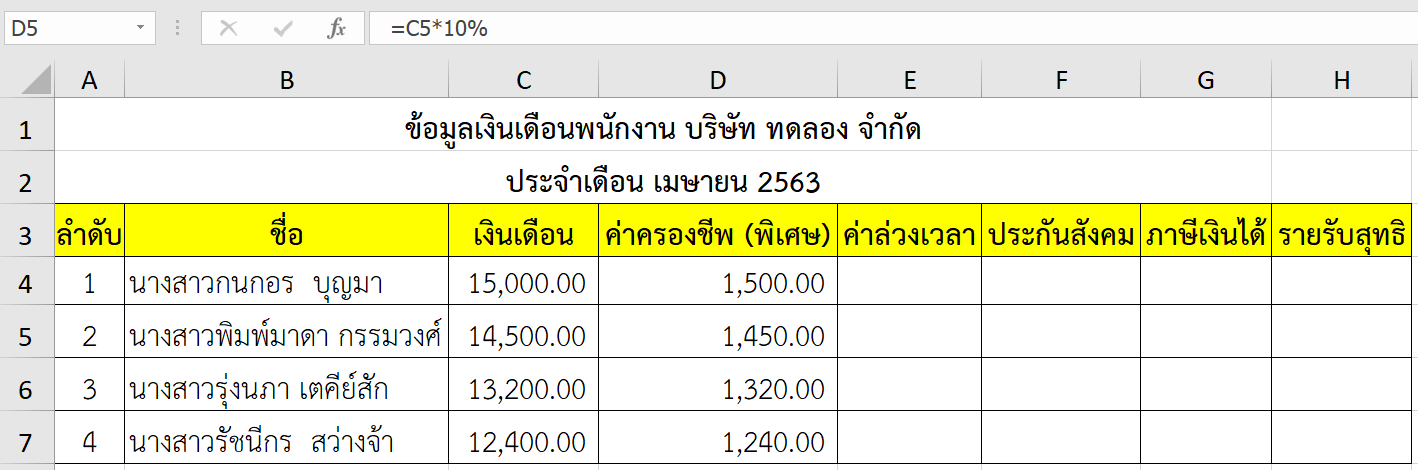 D5 fx =C5*10%
A B C D E F G H
1 ข้อมูลเงินเดือนพนักงาน บริษัท ทดลอง จำกัด
2 ประจำเดือน เมษายน 2563
3 ลำดับ ชื่อ เงินเดือน ค่าครองชีพ (พิเศษ) ค่าล่วงเวลา ประกันสังคม ภาษีเงินได้ รายรับสุทธิ
4 1 นางสาวกนกอร บุญมา 15,000.00 1,500.00
5 2 นางสาวพิมพ์มาดา กรรมวงศ์ 14,500.00 1,450.00
6 3 นางสาวรุ่งนภา เตคีย์สัก 13,200.00 1,320.00
7 4 นางสาวรัชนีกร สว่างจ้า 12,400.00 1,240.00